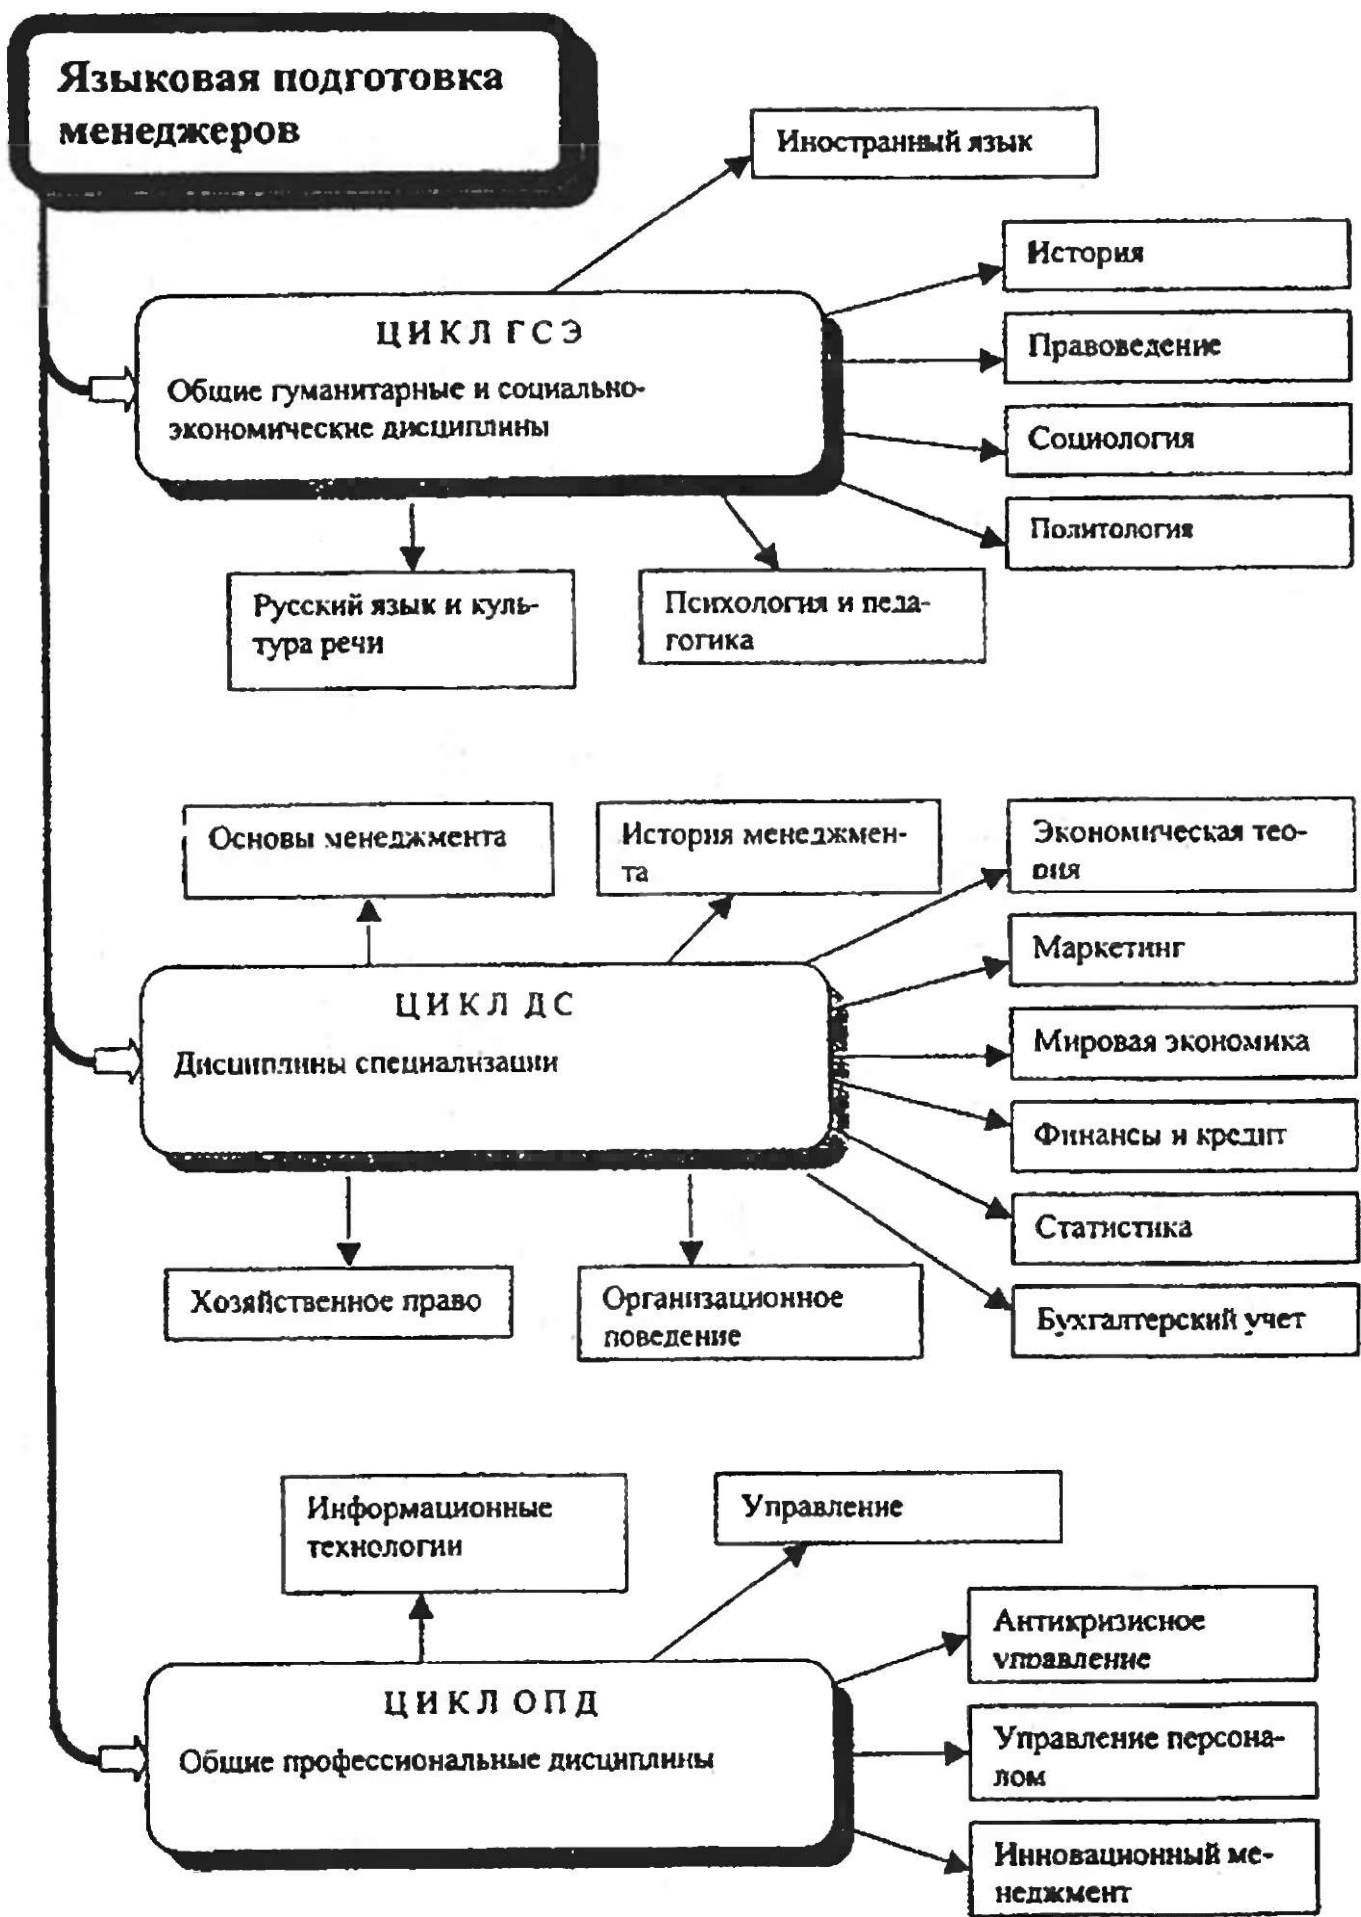 Языковая подготовка
менеджеров
Иностранный язык
История
Правоведение
Социология
Политология
ЦИКЛ ГСЭ
Общие гуманитарные и социально-
экономические дисциплины
Русский язык и куль-
тура речи
Психология и педа-
гогика
Основы менеджмента
История менеджмен-
та
Экономическая тео-
рия
Маркетинг
Мировая экономика
Финансы и кредит
Статистика
Бухгалтерский учет
ЦИКЛ ДС
Дисциплины специализации
Хозяйственное право
Организационное
поведение
Информационные
технологии
Управление
Антикризисное
управление
Управление персона-
лом
Инновационный ме-
неджмент
ЦИКЛ ОПД
Общие профессиональные дисциплины